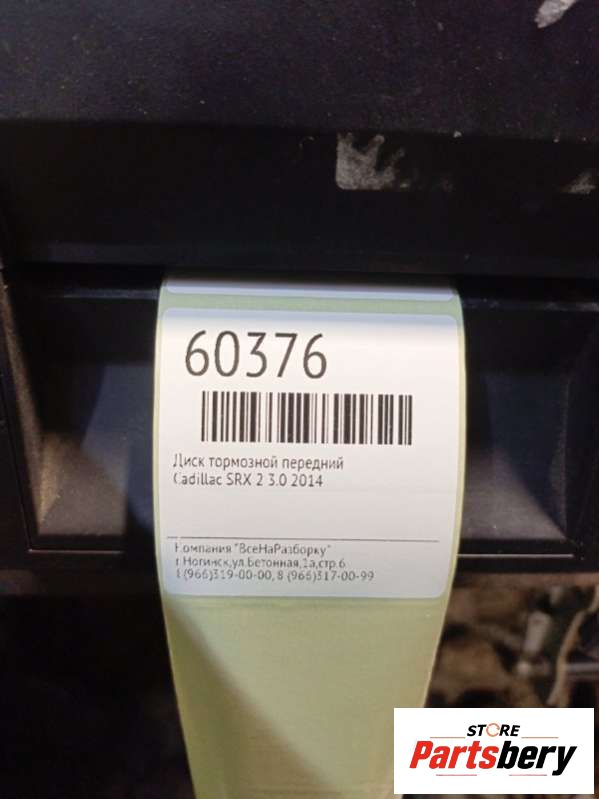 60376
Диск тормозной передний
Cadillac SRX 2 3.0 2014
Компания "ВсеНаРазборку"
г.Ногинск,ул.Бетонная,1а,стр.6
8 (966)319-00-00, 8 (966)317-00-99
STORE
Partsbery